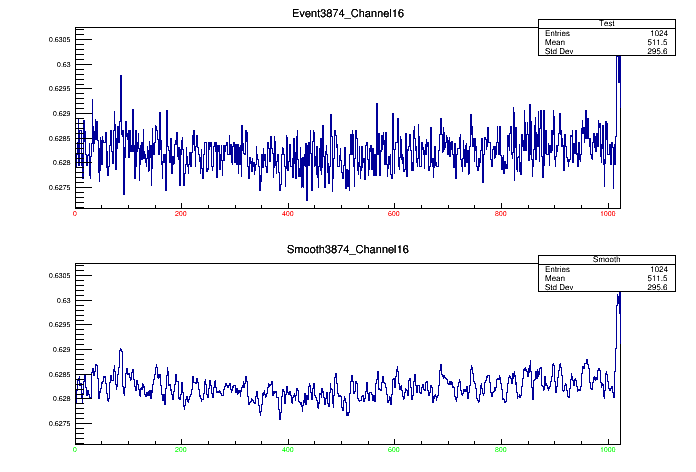 Event3874_Channel16
Test
Entries 1024
Mean 511.5
Std Dev 295.6
0.6305
0.63
0.6295
0.629
0.6285
0.628
0.6275
0 200 400 600 800 1000
Smooth3874_Channel16
Smooth
Entries 1024
Mean 511.5
Std Dev 295.6
0.6305
0.63
0.6295
0.629
0.6285
0.628
0.6275
0 200 400 600 800 1000